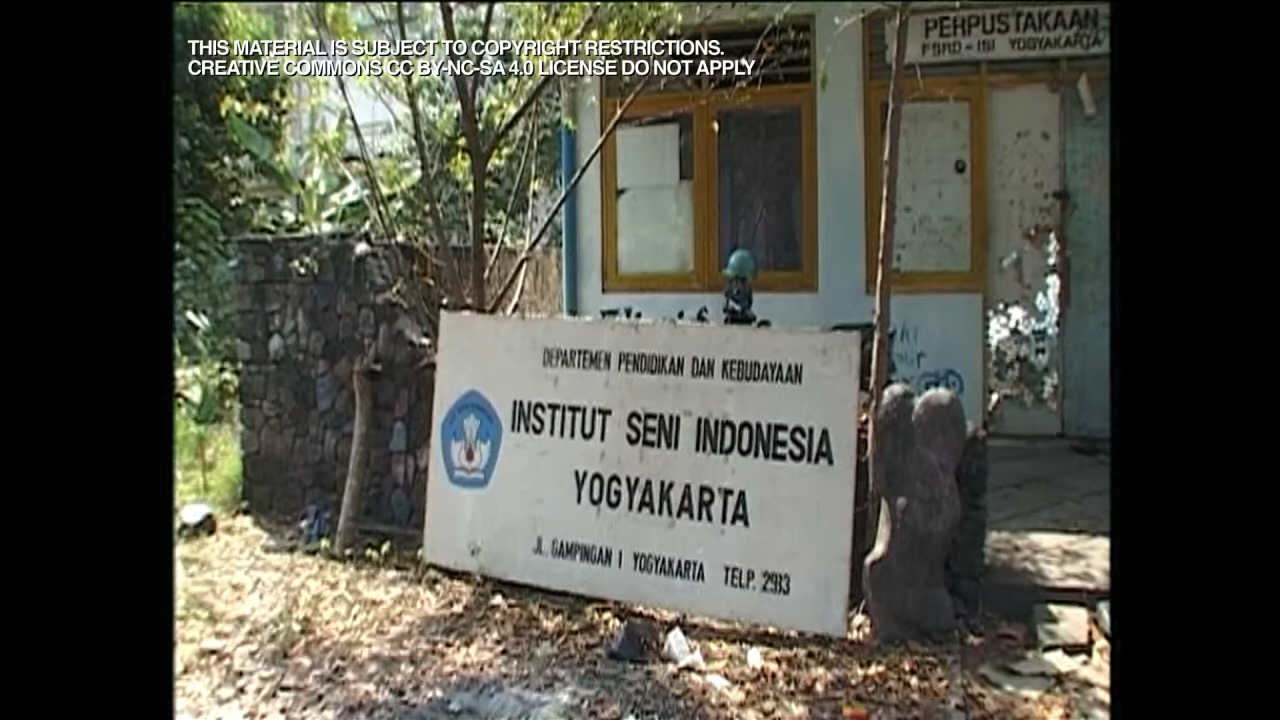 THIS MATERIAL IS SUBJECT TO COPYRIGHT RESTRICTIONS.
CREATIVE COMMONS CC BY-NC-SA 4.0 LICENSE DO NOT APPLY
PERPUSTAKAAN
FSRD - ISI YOGYAKARTA
DEPARTEMEN PENDIDIKAN DAN KEBUDAYAAN
INSTITUT SENI INDONESIA
YOGYAKARTA
JL. GAMPINGAN 1 YOGYAKARTA TELP. 2913